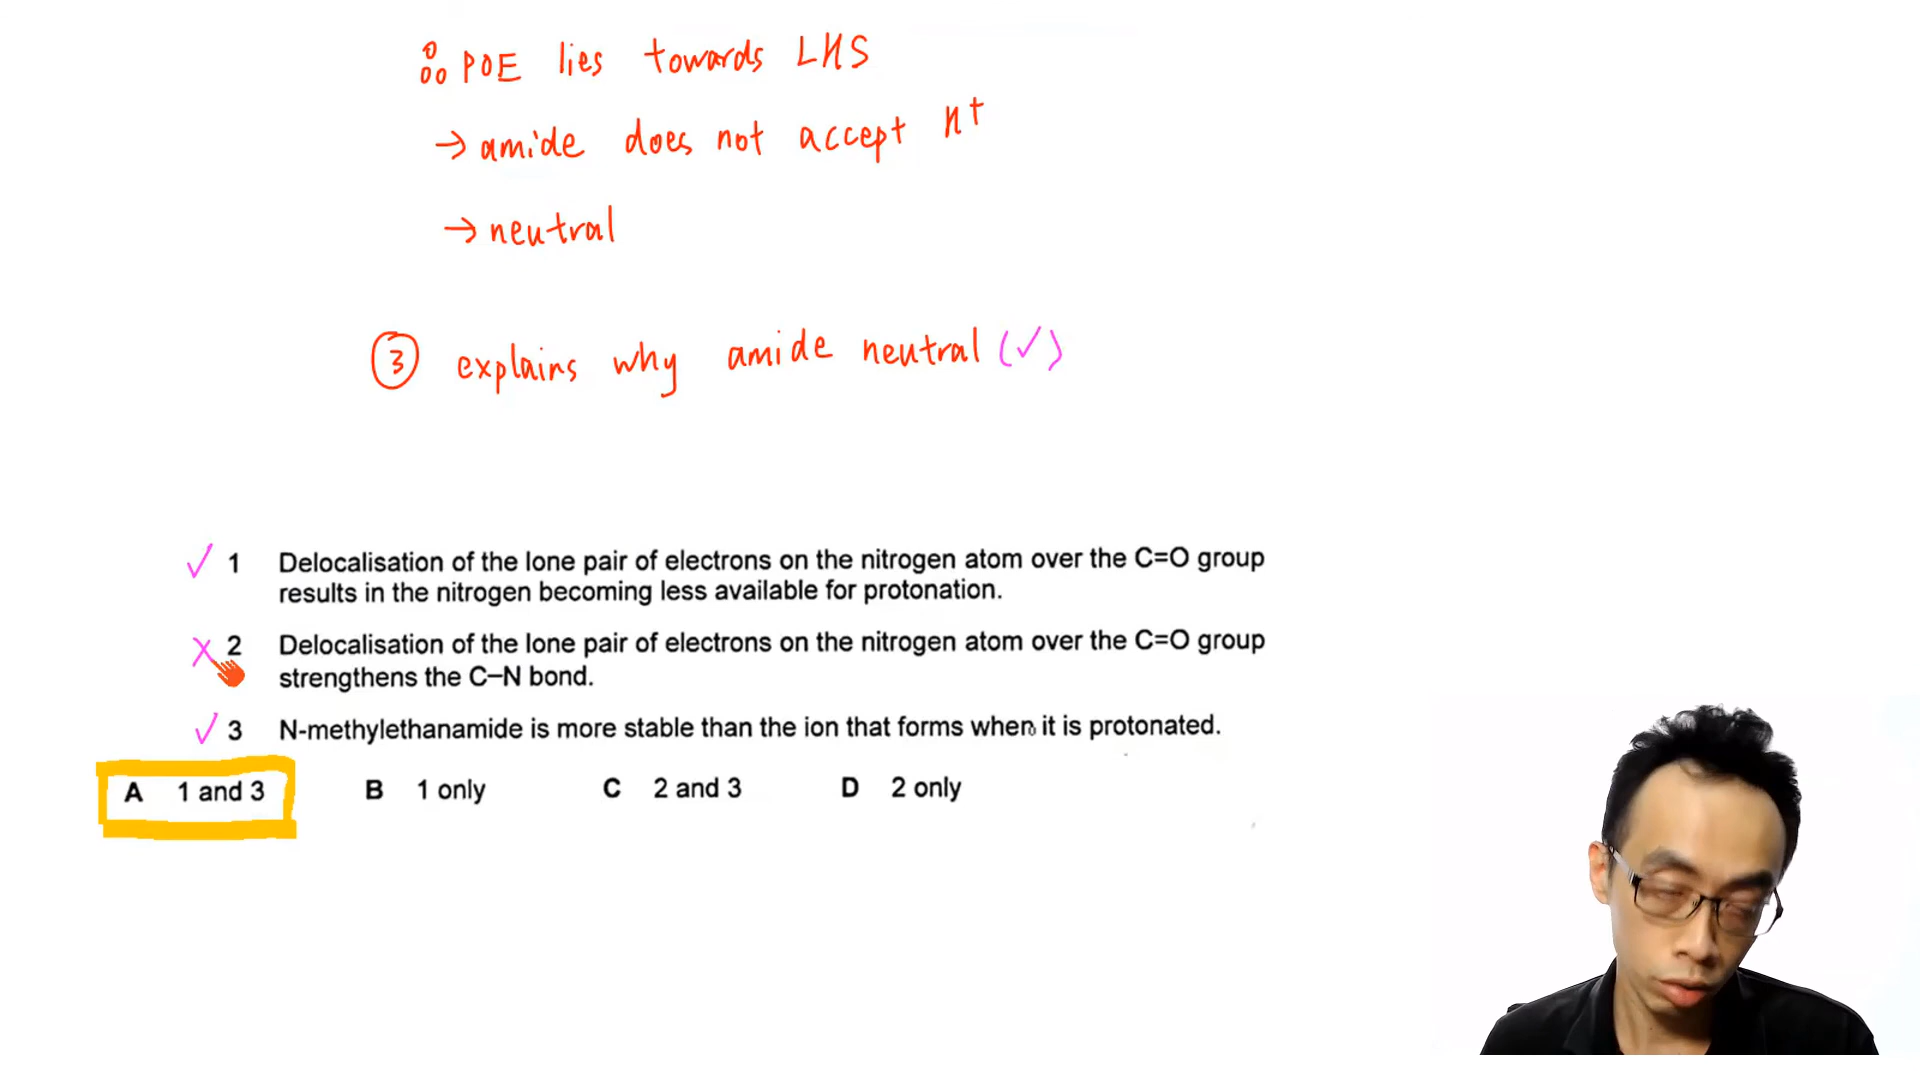 ∴ POE lies towards LHS
→ amide does not accept H⁺
→ neutral
③ explains why amide neutral (✓)
✓ 1 Delocalisation of the lone pair of electrons on the nitrogen atom over the C=O group
results in the nitrogen becoming less available for protonation.
✗ 2 Delocalisation of the lone pair of electrons on the nitrogen atom over the C=O group
strengthens the C–N bond.
✓ 3 N-methylethanamide is more stable than the ion that forms when it is protonated.
A 1 and 3 B 1 only C 2 and 3 D 2 only